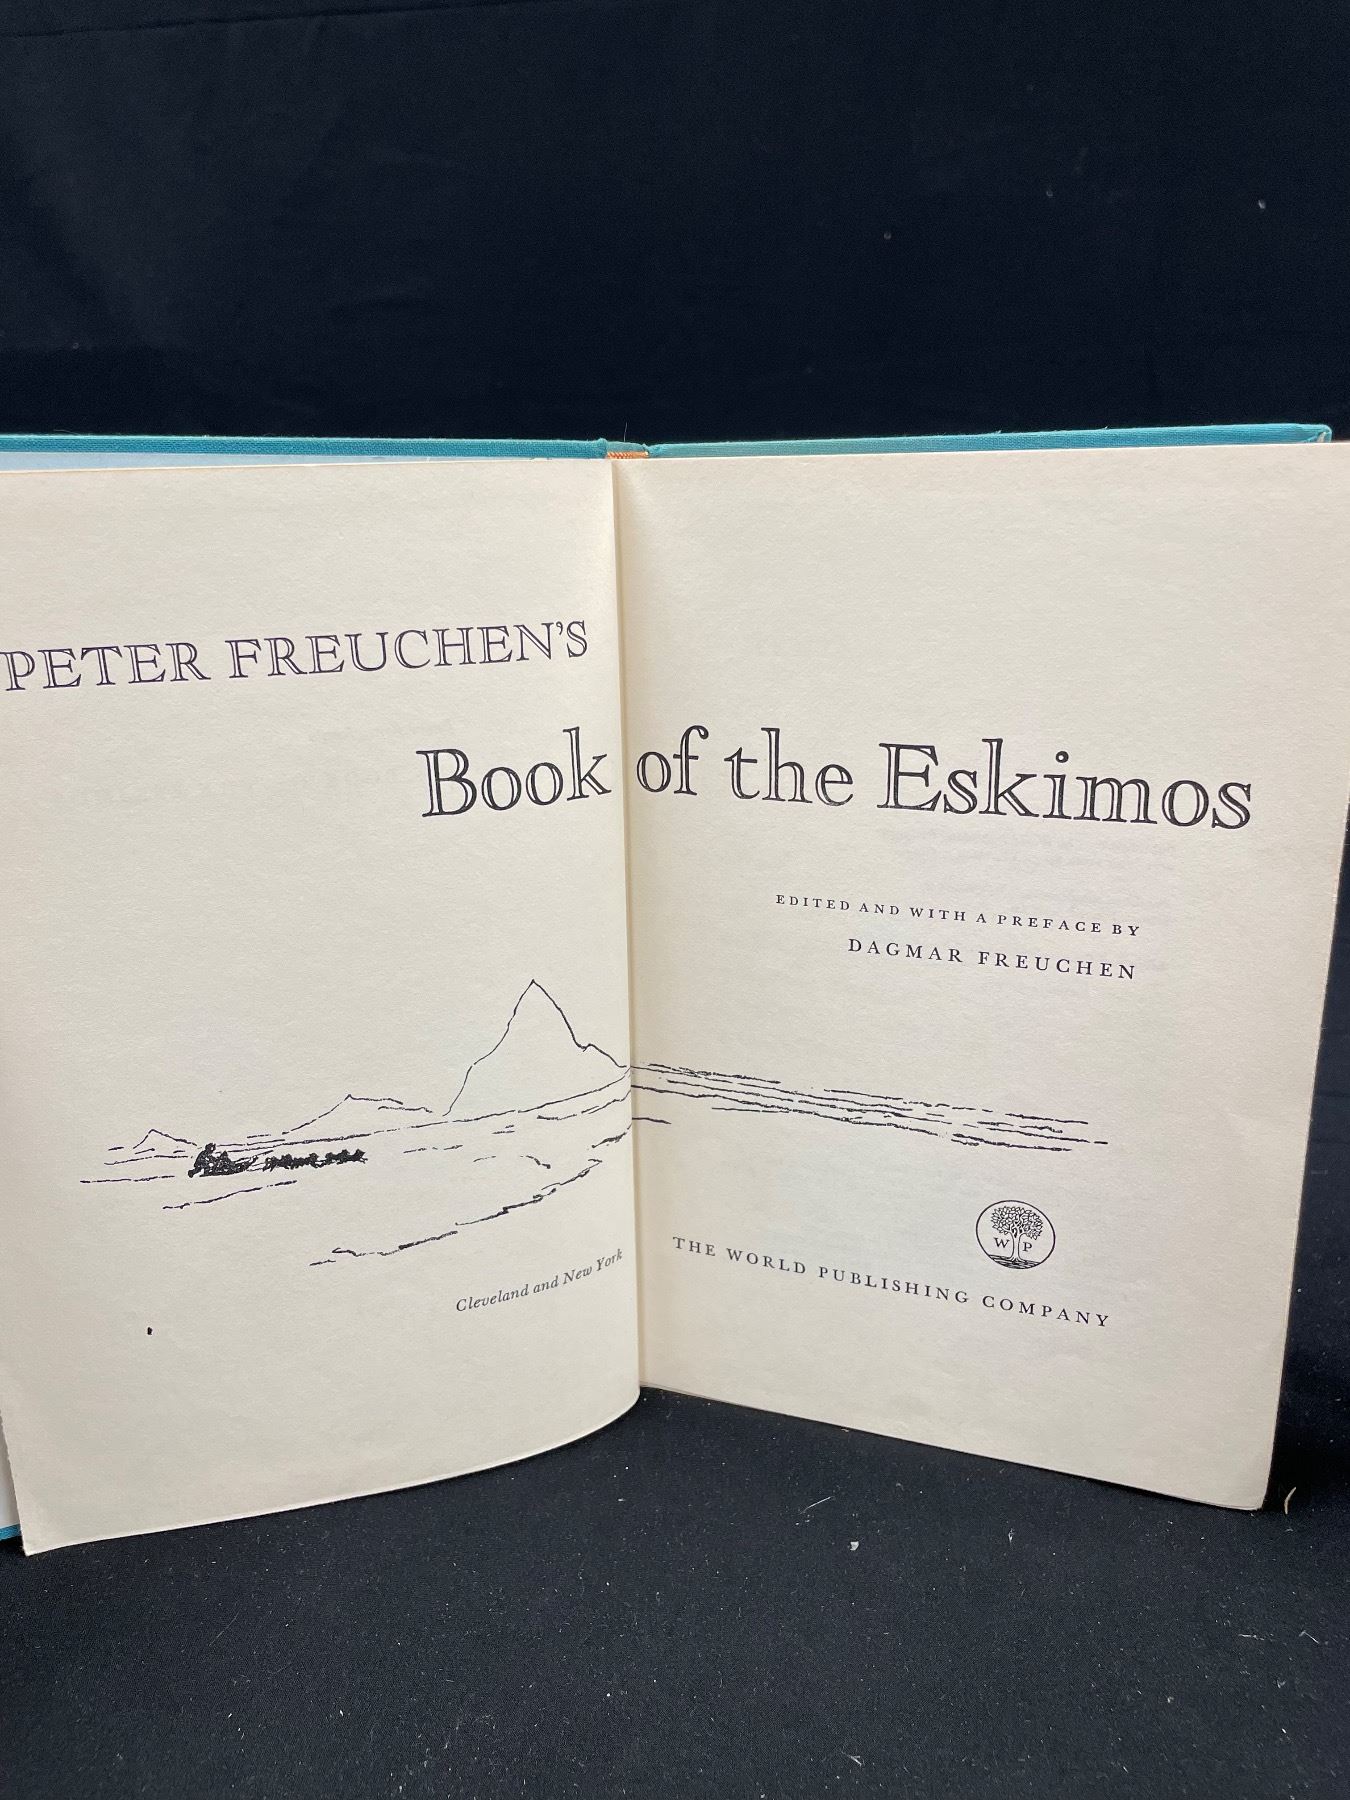 PETER FREUCHEN'S
Book of the Eskimos
EDITED AND WITH A PREFACE BY
DAGMAR FREUCHEN
W P
Cleveland and New York
THE WORLD PUBLISHING COMPANY